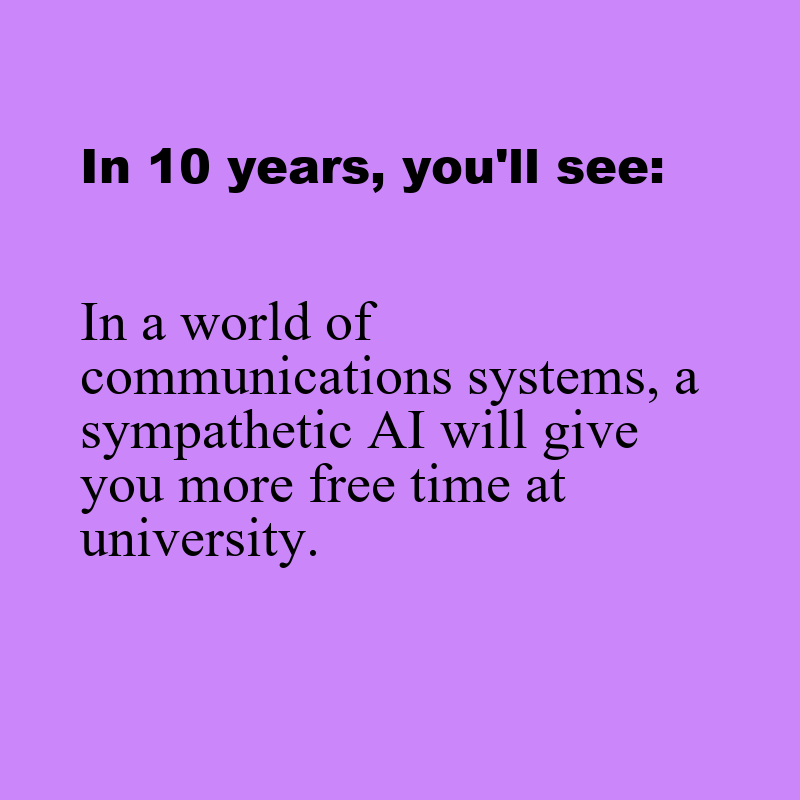 In 10 years, you'll see:
In a world of
communications systems, a
sympathetic AI will give
you more free time at
university.